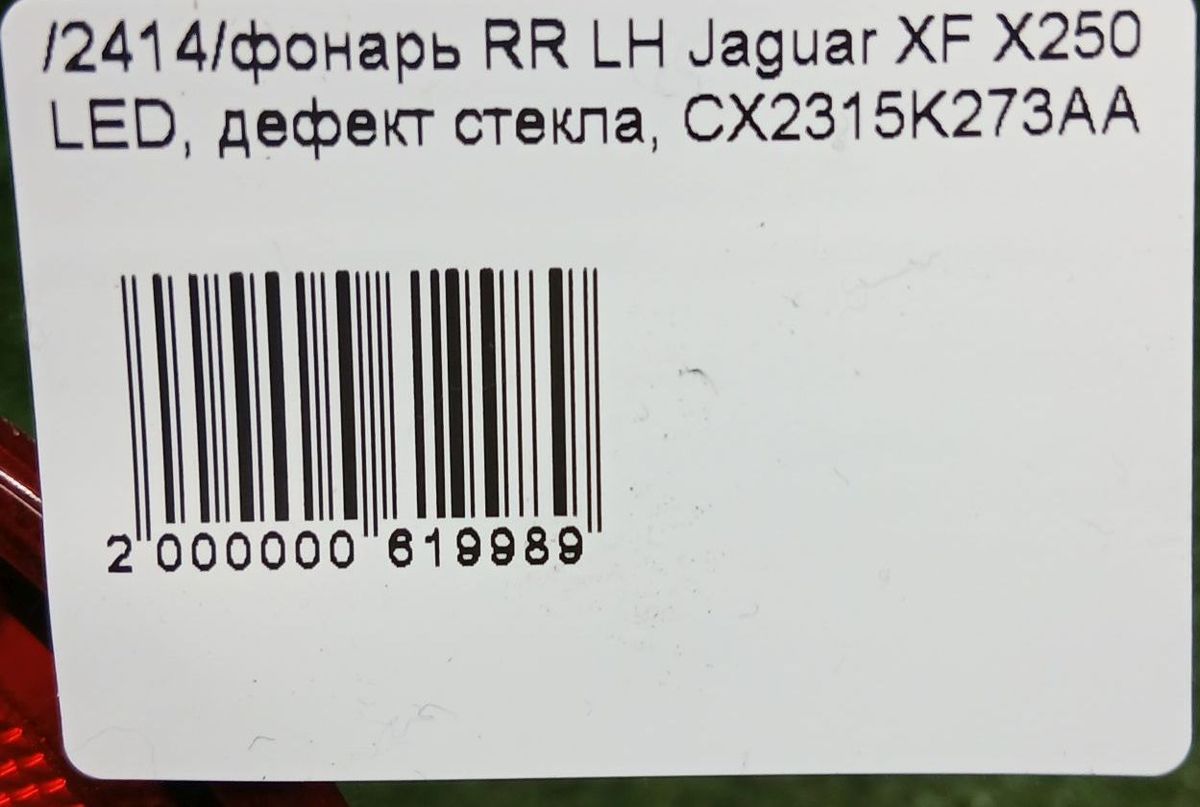 /2414/фонарь RR LH Jaguar XF X250
LED, дефект стекла, CX2315K273AA
2 000000 619989